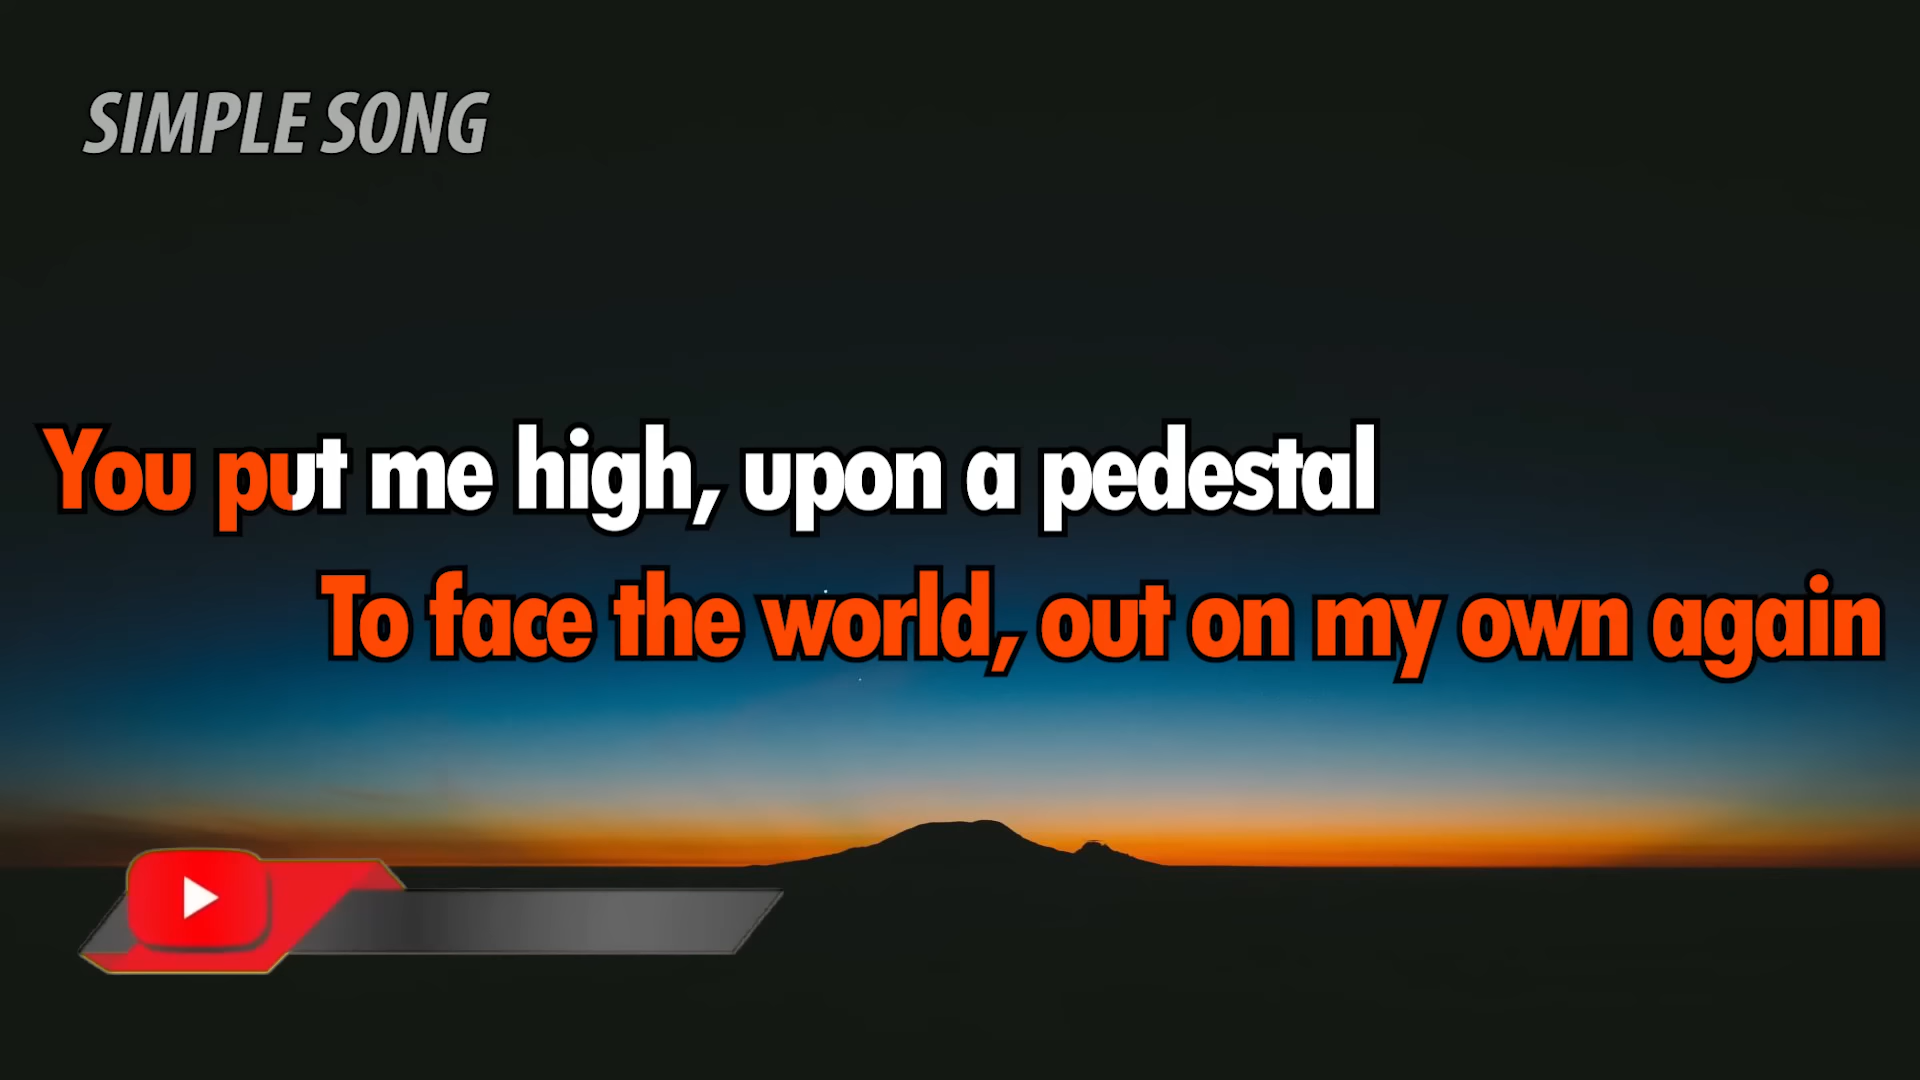 SIMPLE SONG
You put me high, upon a pedestal
To face the world, out on my own again